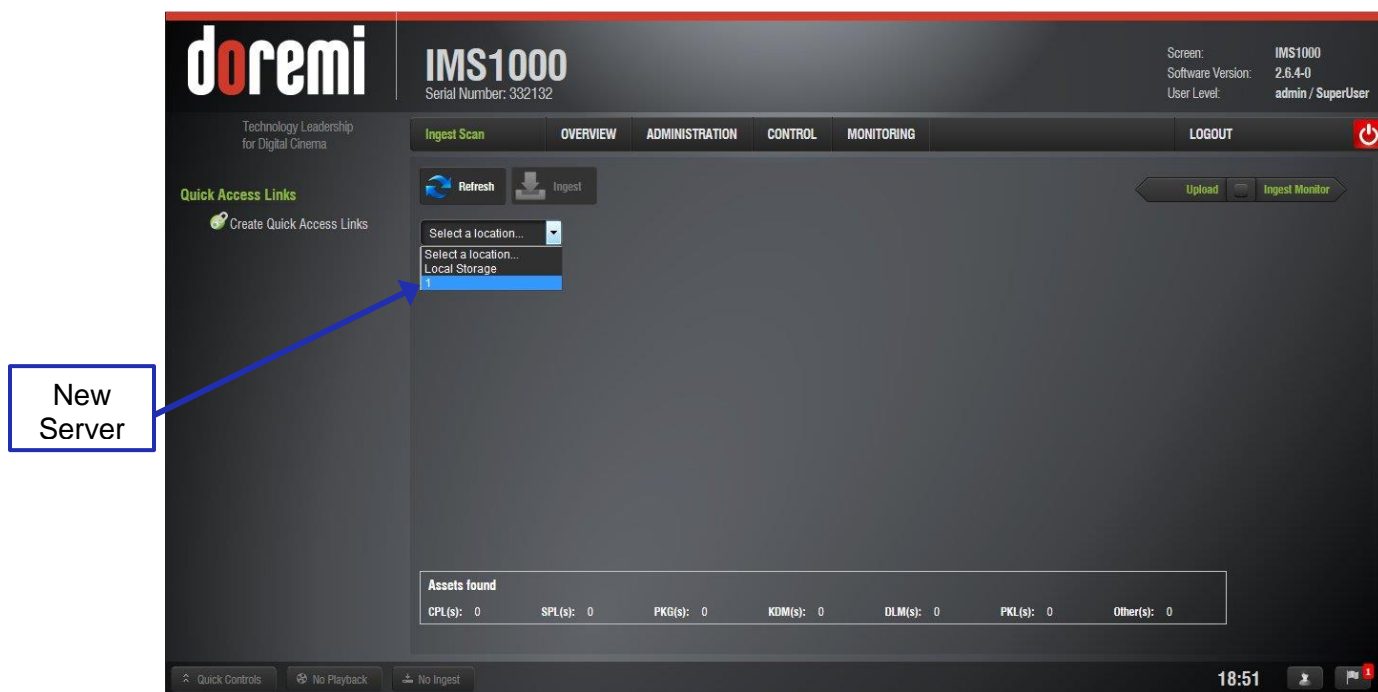 doremi
IMS1000
Serial Number: 332132
Screen: IMS1000
Software Version: 2.6.4-0
User Level: admin / SuperUser
Technology Leadership
for Digital Cinema
Ingest Scan OVERVIEW ADMINISTRATION CONTROL MONITORING LOGOUT
Quick Access Links
Create Quick Access Links
Refresh Ingest
Upload Ingest Monitor
Select a location...
Select a location...
Local Storage
1
New
Server
Assets found
CPL(s): 0 SPL(s): 0 PKG(s): 0 KDM(s): 0 DLM(s): 0 PKL(s): 0 Other(s): 0
Quick Controls No Playback No Ingest 18:51 1